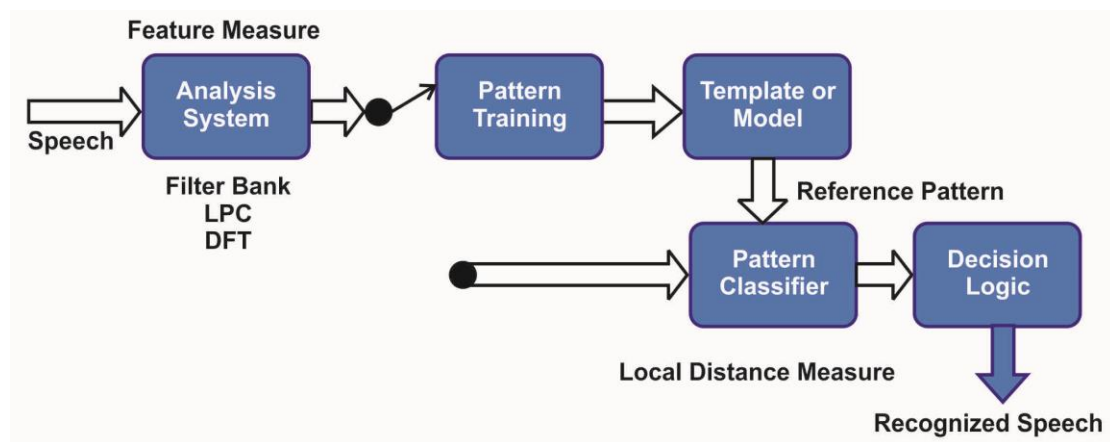 Feature Measure
Analysis
System
Pattern
Training
Template or
Model
Speech
Filter Bank
LPC
DFT
Reference Pattern
Pattern
Classifier
Decision
Logic
Local Distance Measure
Recognized Speech